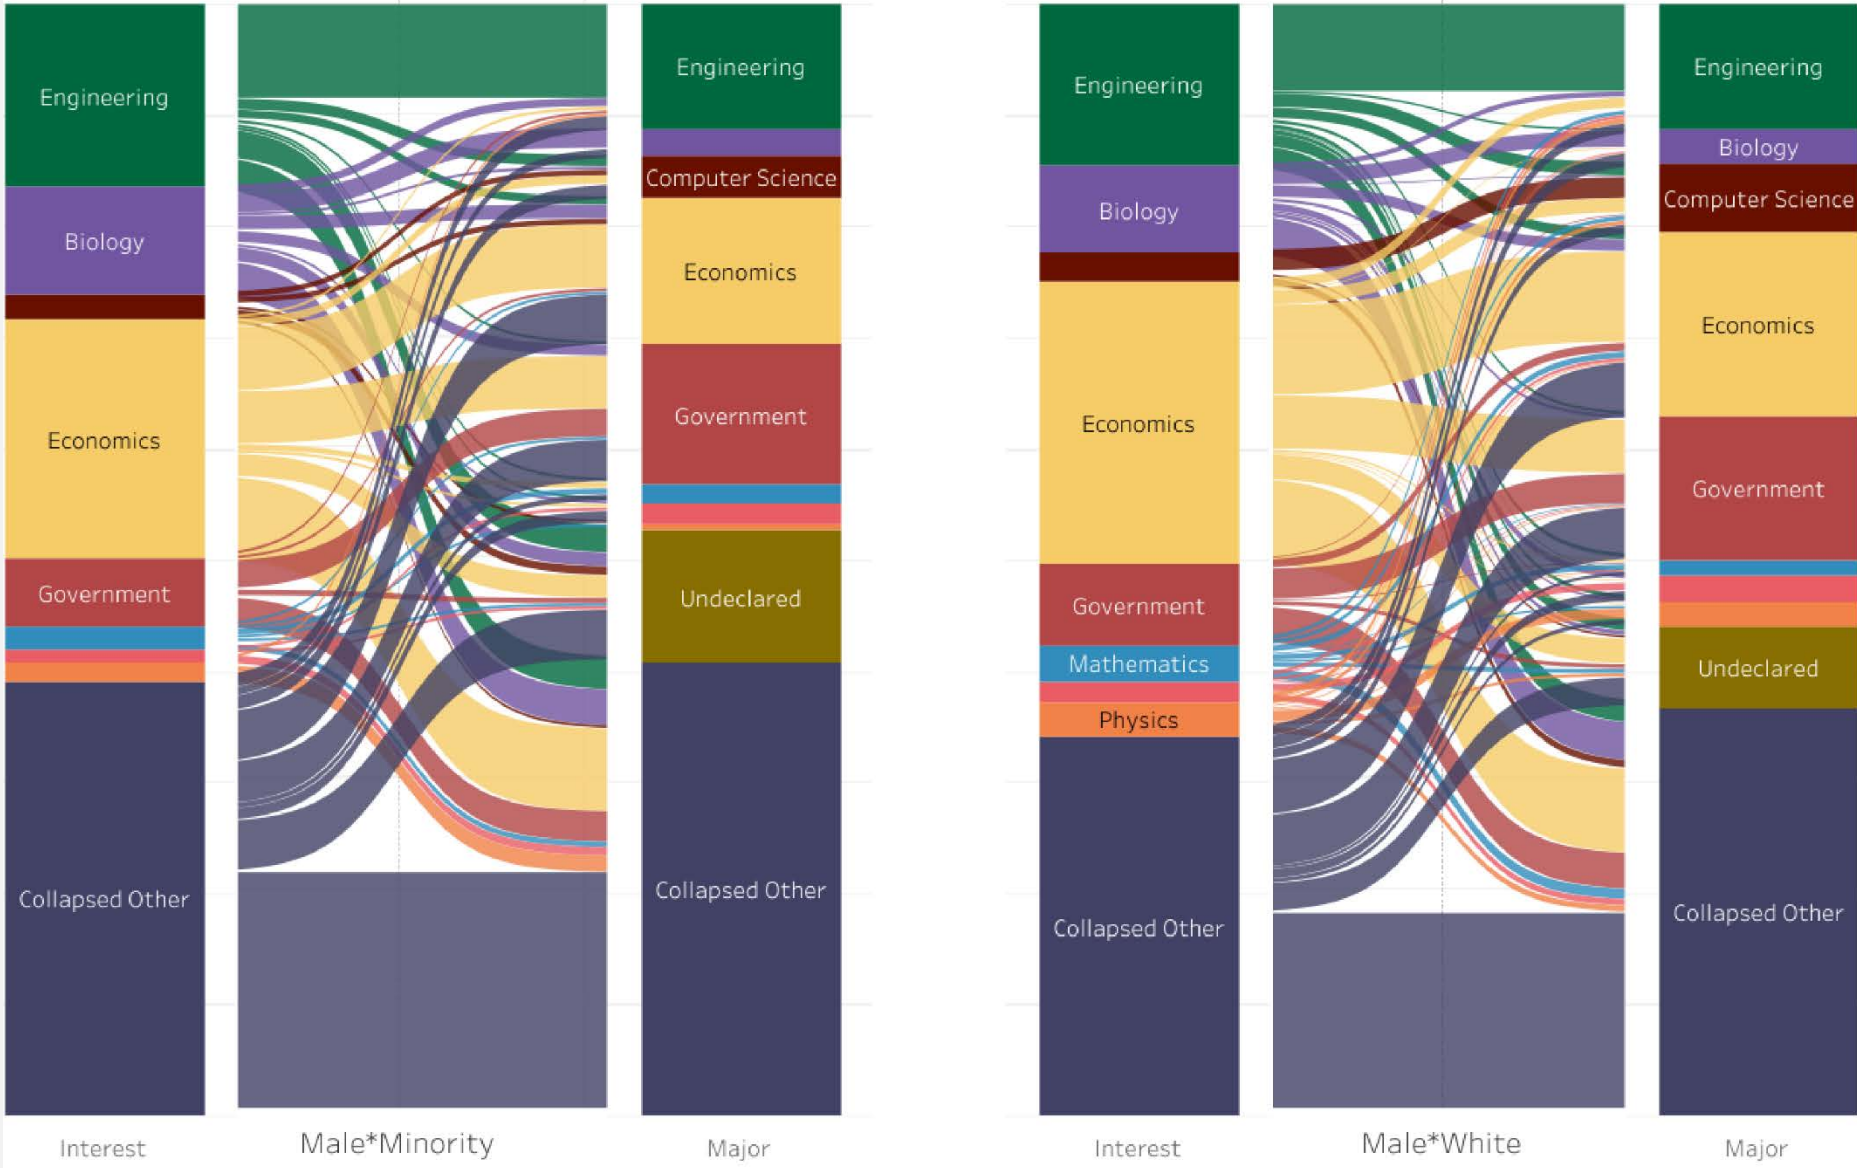 Engineering
Biology
Economics
Government
Collapsed Other
Interest
Male*Minority
Engineering
Computer Science
Economics
Government
Undeclared
Collapsed Other
Major
Engineering
Biology
Economics
Government
Mathematics
Physics
Collapsed Other
Interest
Male*White
Engineering
Biology
Computer Science
Economics
Government
Undeclared
Collapsed Other
Major